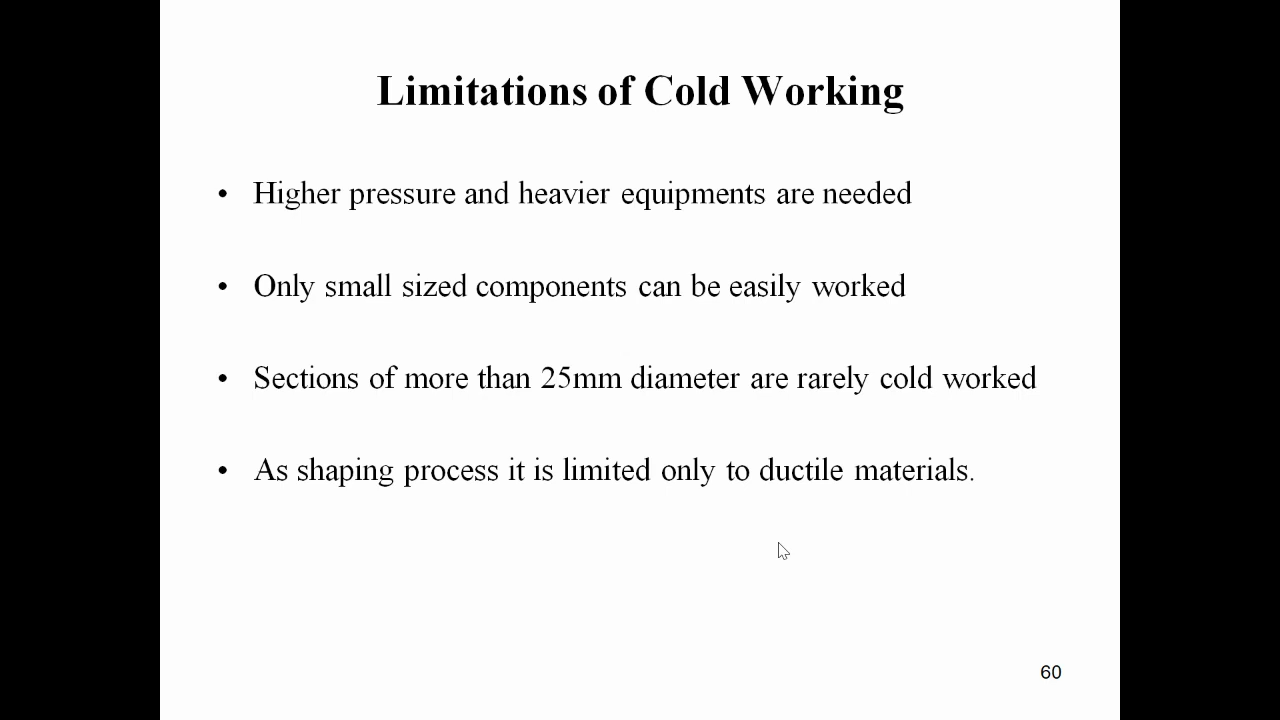 Limitations of Cold Working
• Higher pressure and heavier equipments are needed
• Only small sized components can be easily worked
• Sections of more than 25mm diameter are rarely cold worked
• As shaping process it is limited only to ductile materials.
60